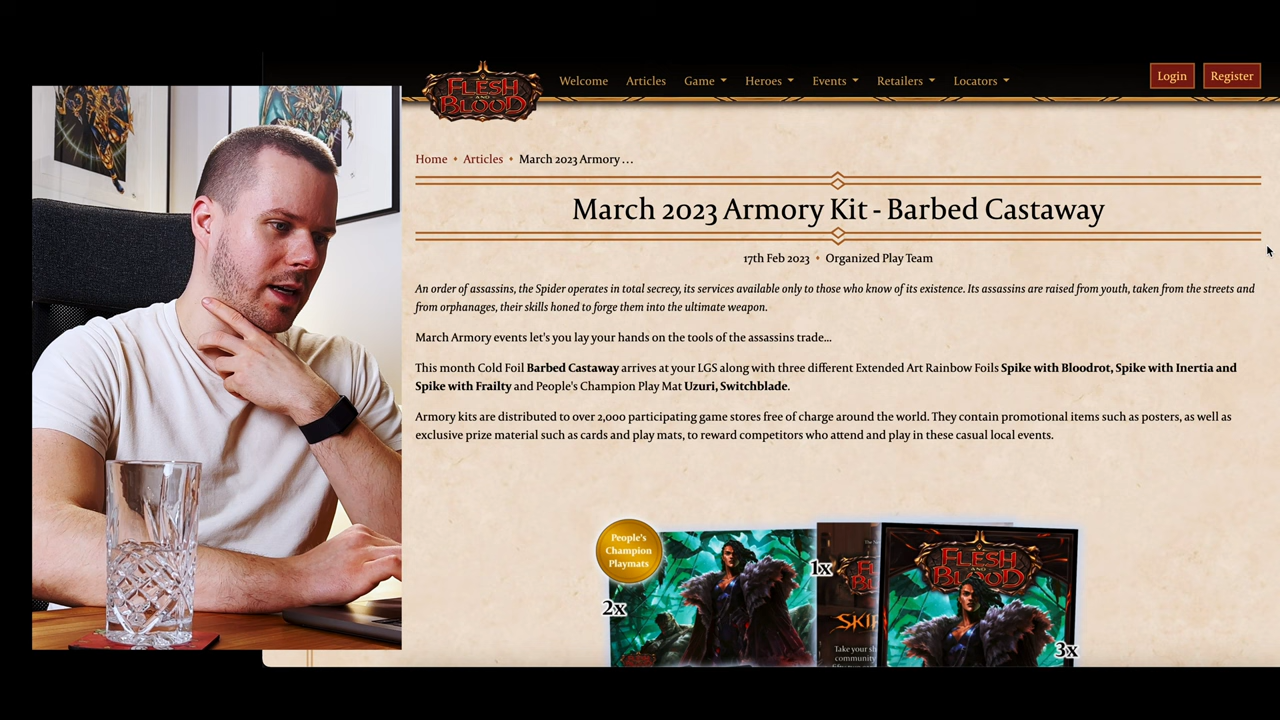 FLESH
AND
BLOOD
Welcome
Articles
Game
Heroes
Events
Retailers
Locators
Login
Register
Home • Articles • March 2023 Armory ...
March 2023 Armory Kit - Barbed Castaway
17th Feb 2023 • Organized Play Team
An order of assassins, the Spider operates in total secrecy, its services available only to those who know of its existence. Its assassins are raised from youth, taken from the streets and
from orphanages, their skills honed to forge them into the ultimate weapon.
March Armory events let's you lay your hands on the tools of the assassins trade...
This month Cold Foil Barbed Castaway arrives at your LGS along with three different Extended Art Rainbow Foils Spike with Bloodrot, Spike with Inertia and
Spike with Frailty and People's Champion Play Mat Uzuri, Switchblade.
Armory kits are distributed to over 2,000 participating game stores free of charge around the world. They contain promotional items such as posters, as well as
exclusive prize material such as cards and play mats, to reward competitors who attend and play in these casual local events.
People's
Champion
Playmats
2x
1x
SKI
Take your
community
FLESH
AND
BLOOD
3x